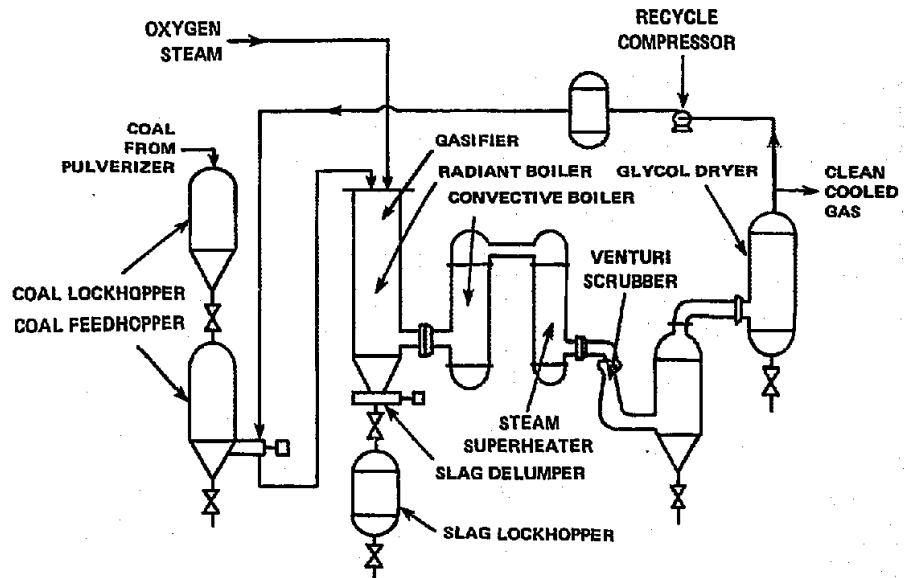 OXYGEN
STEAM
RECYCLE
COMPRESSOR
COAL
FROM
PULVERIZER
GASIFIER
RADIANT BOILER
CONVECTIVE BOILER
GLYCOL DRYER
CLEAN
COOLED
GAS
VENTURI
SCRUBBER
COAL LOCKHOPPER
COAL FEEDHOPPER
STEAM
SUPERHEATER
SLAG DELUMPER
SLAG LOCKHOPPER